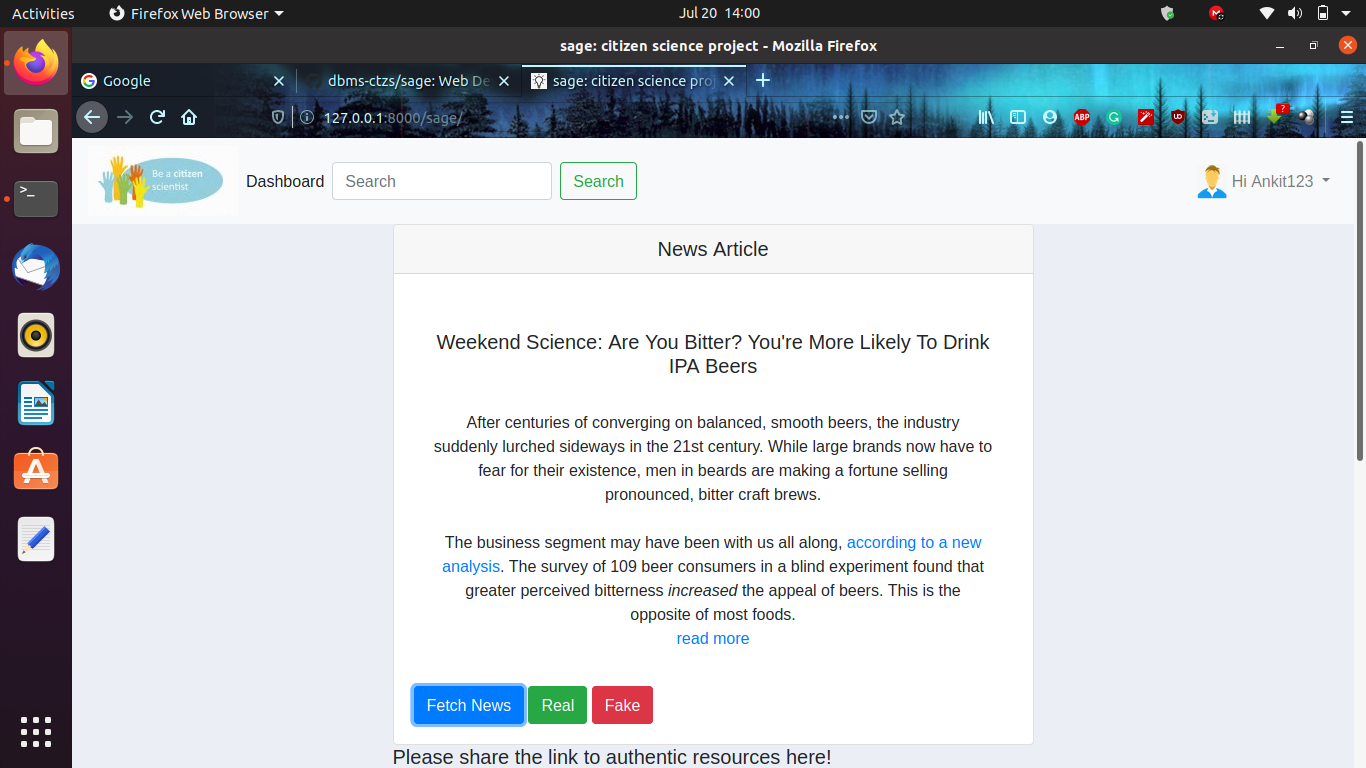 Activities
Firefox Web Browser
Jul 20 14:00
sage: citizen science project - Mozilla Firefox
Google
dbms-ctzs/sage: Web De
sage: citizen science pro
127.0.0.1:8000/sage/
ABP
Be a citizen
scientist
Dashboard
Search
Search
Hi Ankit123
News Article
Weekend Science: Are You Bitter? You're More Likely To Drink
IPA Beers
After centuries of converging on balanced, smooth beers, the industry
suddenly lurched sideways in the 21st century. While large brands now have to
fear for their existence, men in beards are making a fortune selling
pronounced, bitter craft brews.
The business segment may have been with us all along, according to a new
analysis. The survey of 109 beer consumers in a blind experiment found that
greater perceived bitterness increased the appeal of beers. This is the
opposite of most foods.
read more
Fetch News
Real
Fake
Please share the link to authentic resources here!